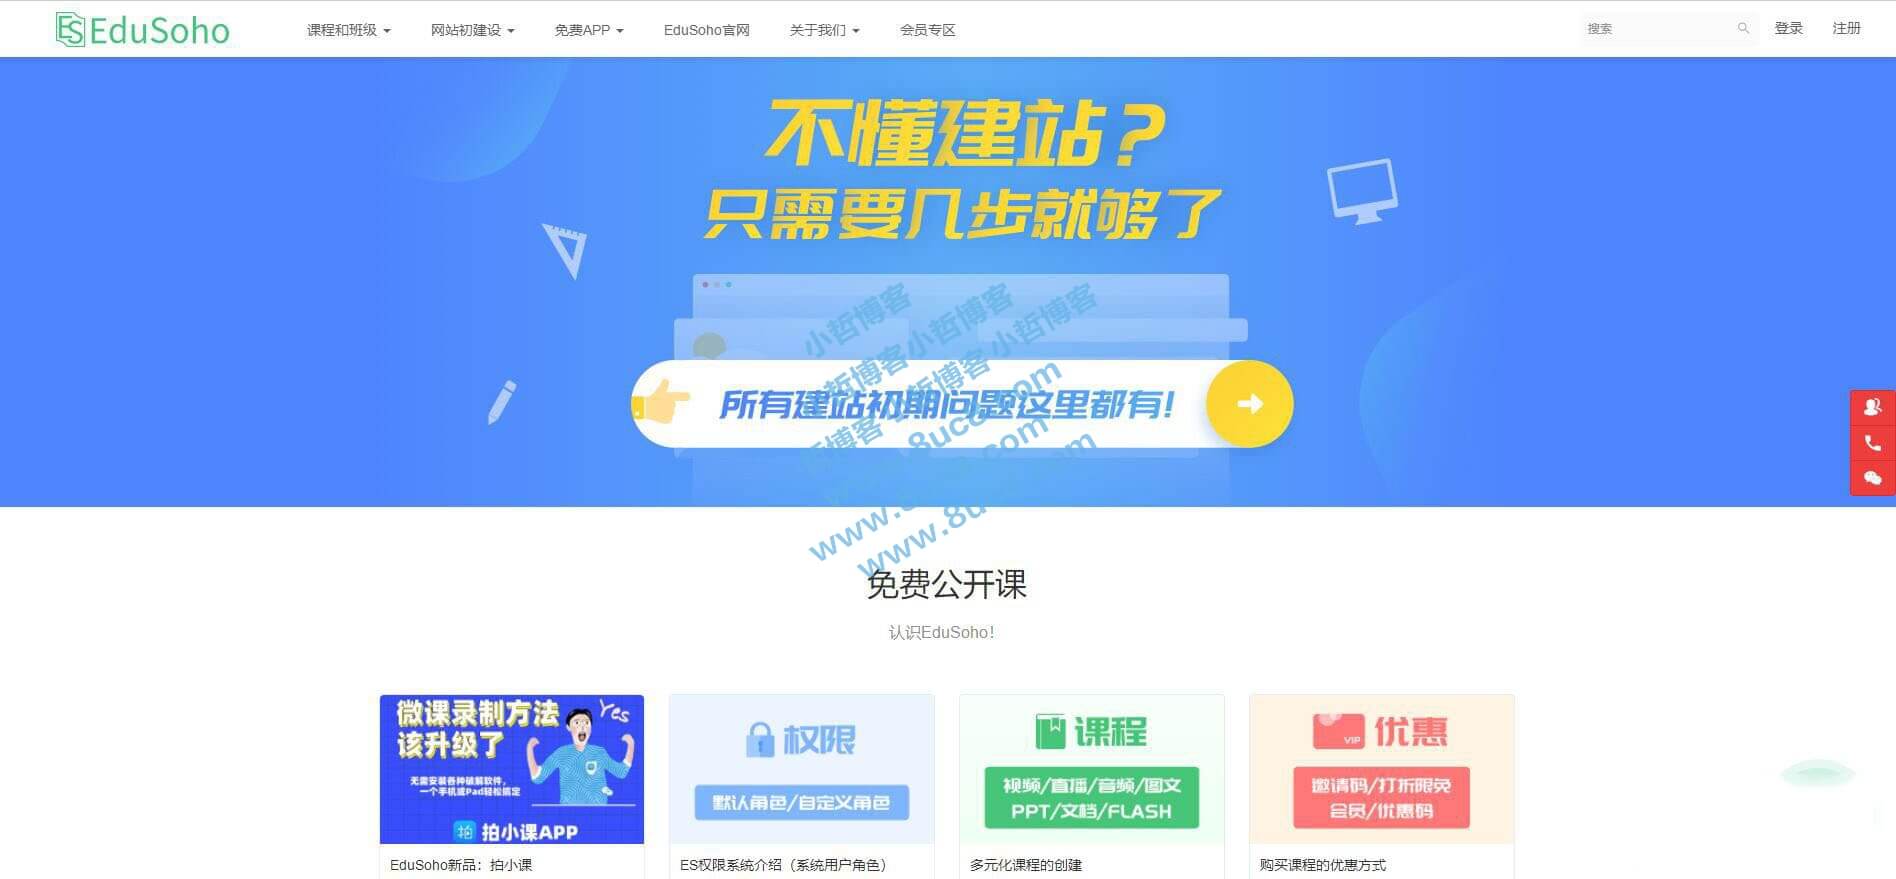 EduSoho
课程和班级 网站初建设 免费APP EduSoho官网 关于我们 会员专区 搜索 登录 注册
不懂建站?
只需要几步就够了
小哲博客 小哲博客 小哲博客
所有建站初期问题这里都有!
免费公开课
认识EduSoho!
微课录制方法
该升级了
Yes
无需安装各种破解软件,
一个手机或Pad轻松搞定
拍 拍小课APP
EduSoho新品：拍小课
权限
默认角色/自定义角色
ES权限系统介绍（系统用户角色）
课程
视频/直播/音频/图文
PPT/文档/FLASH
多元化课程的创建
VIP 优惠
邀请码/打折限免
会员/优惠码
购买课程的优惠方式